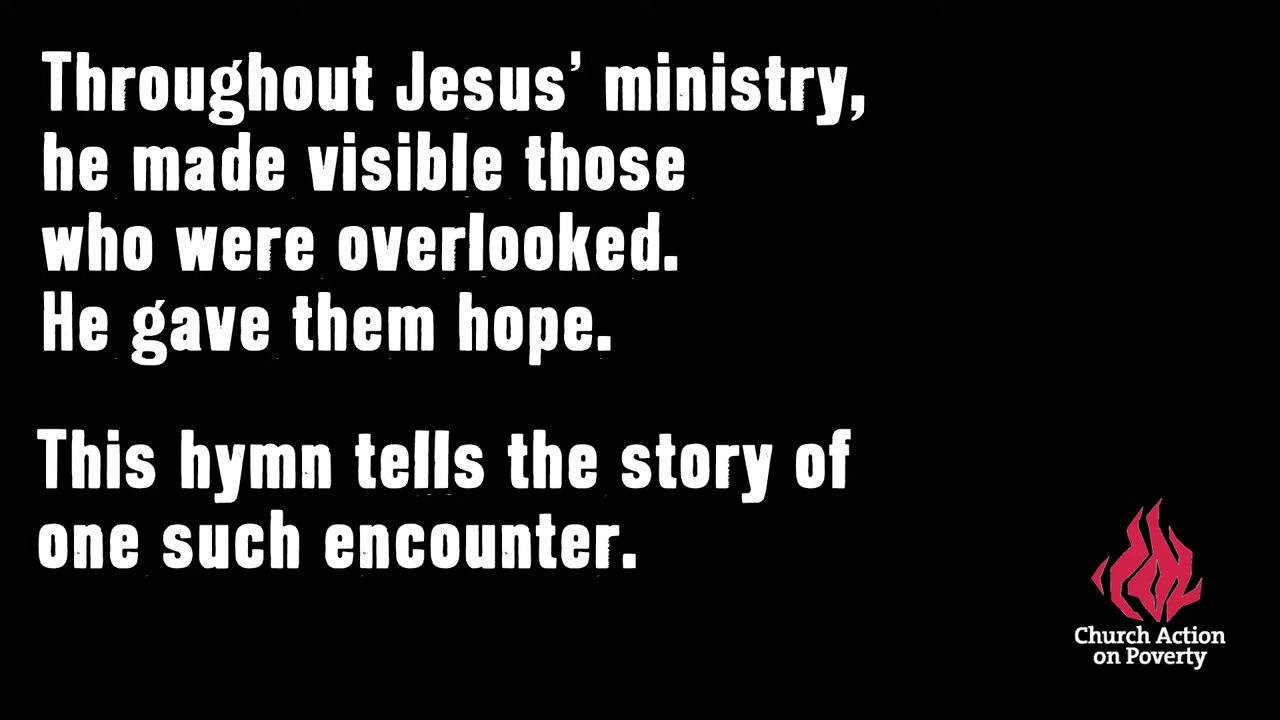 Throughout Jesus’ ministry,
he made visible those
who were overlooked.
He gave them hope.
This hymn tells the story of
one such encounter.
Church Action
on Poverty